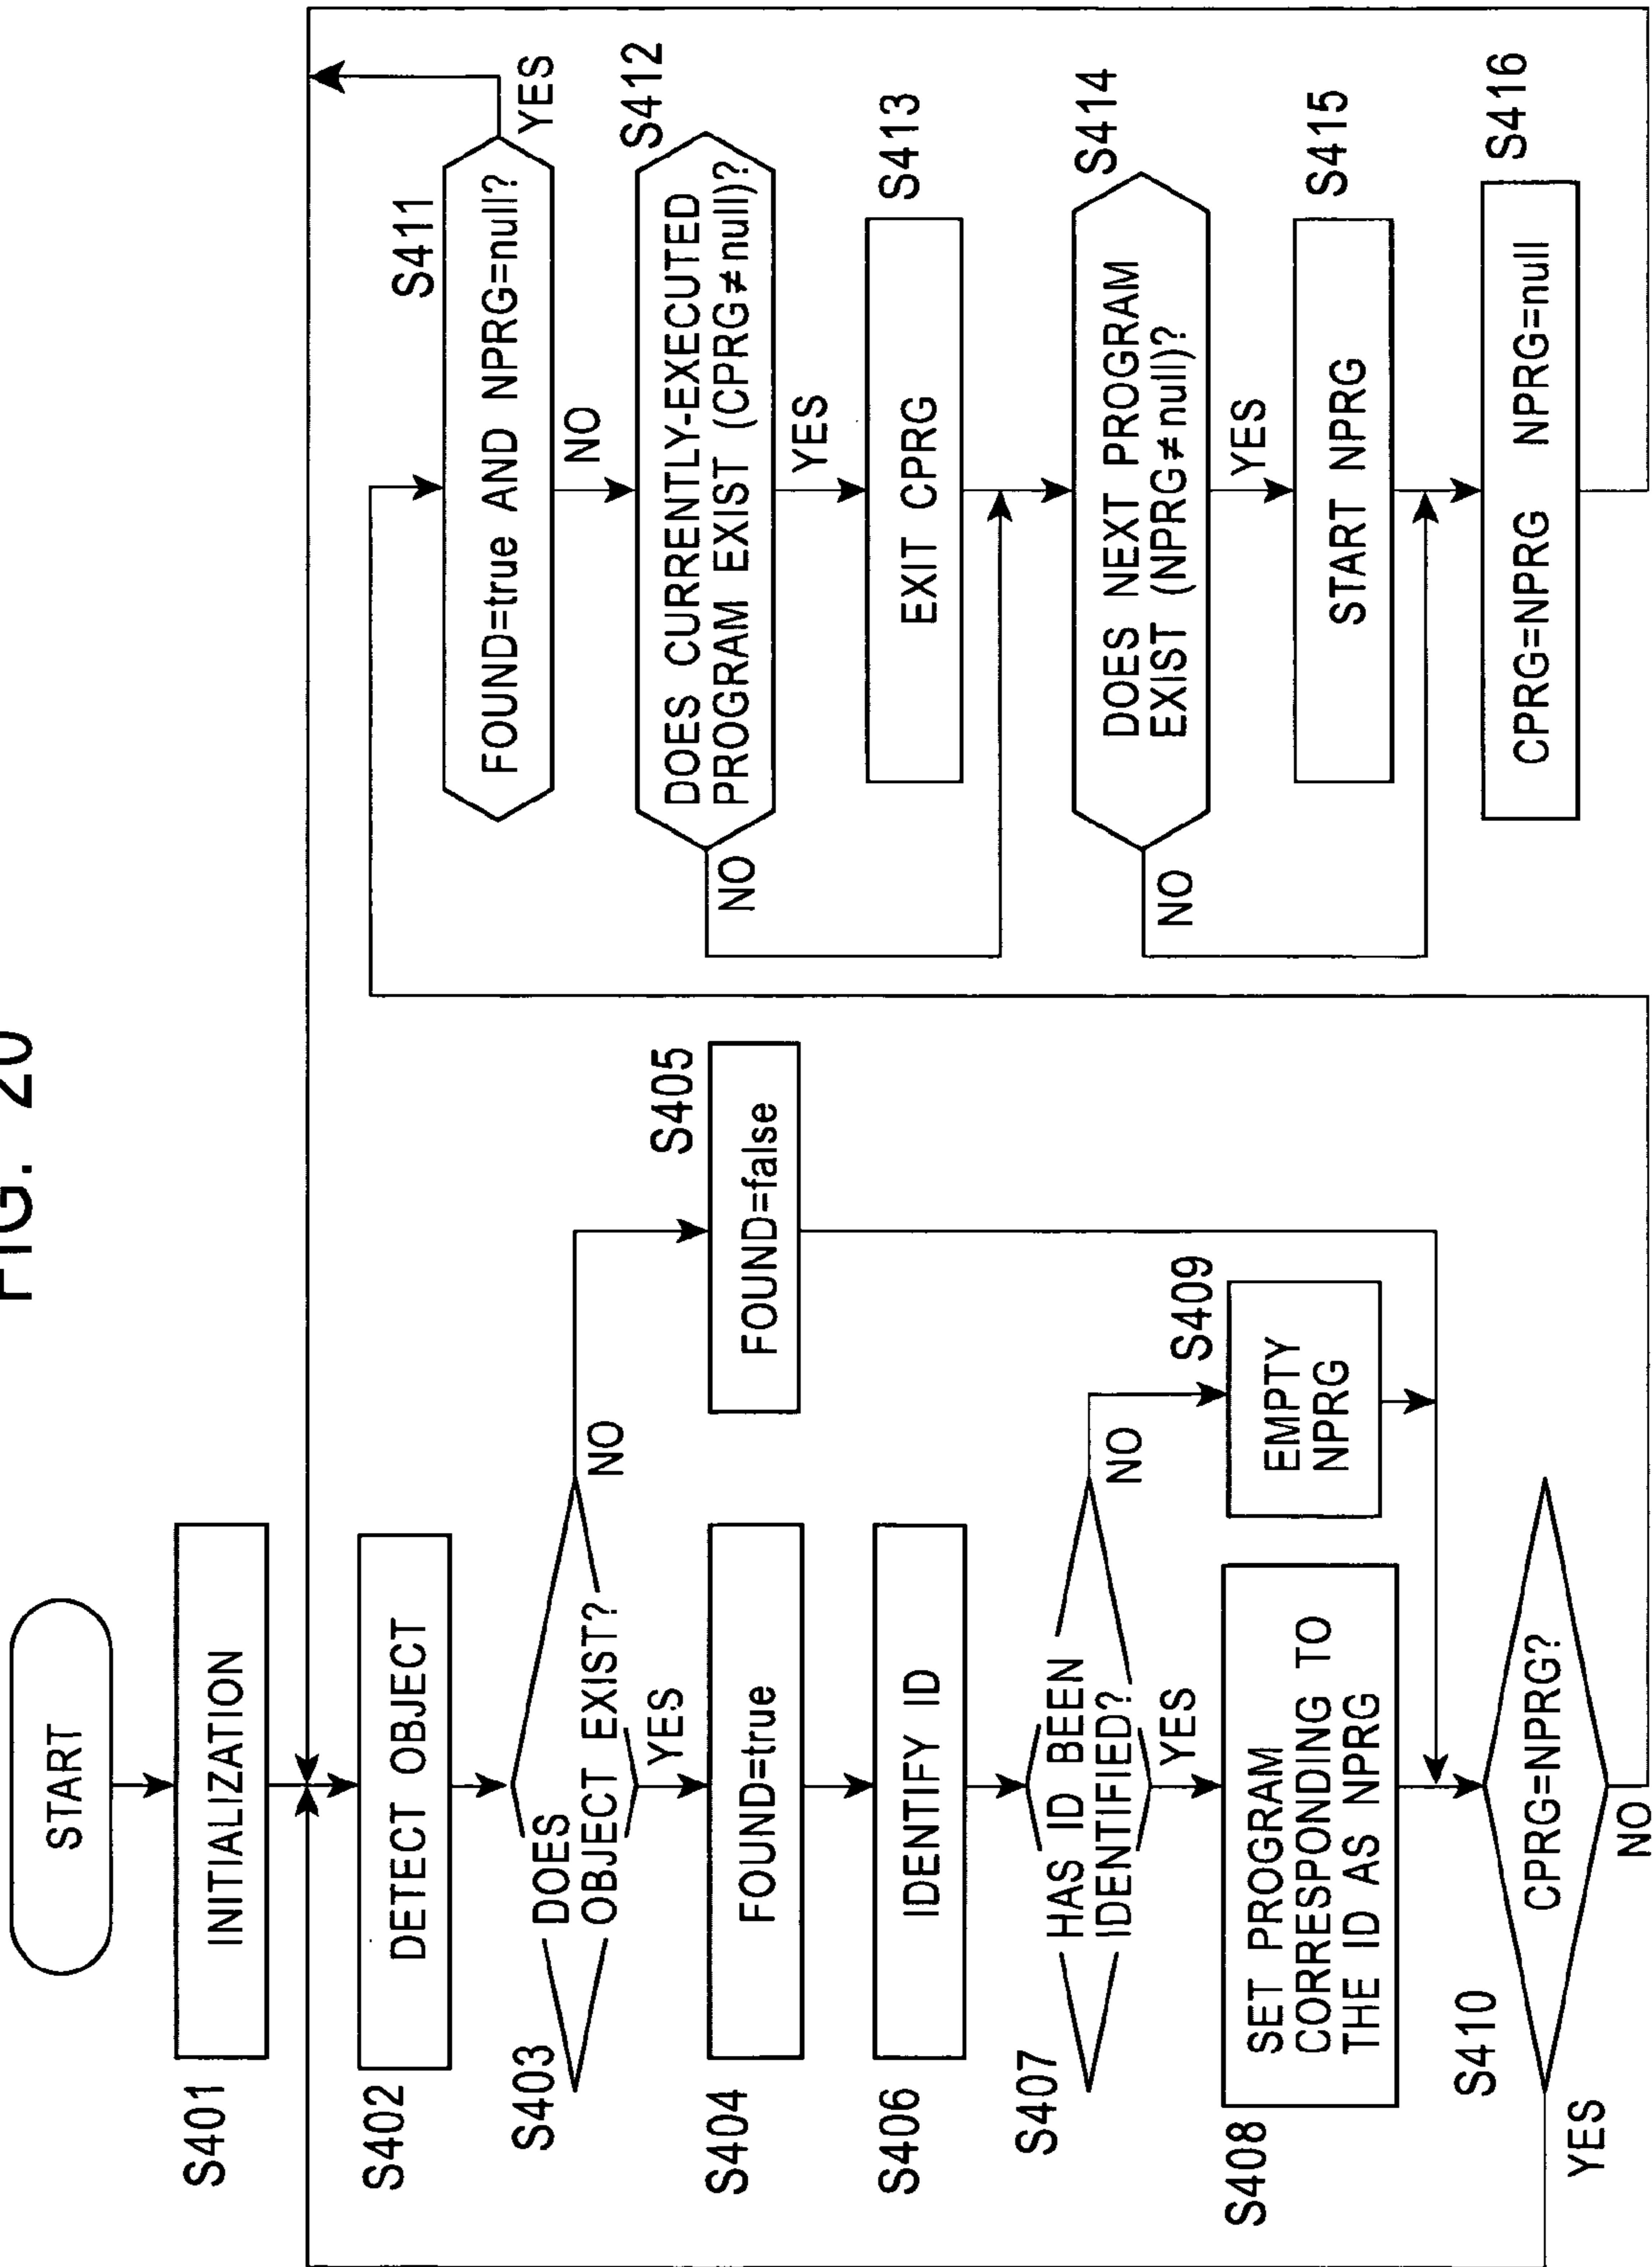 FIG. 20
START
S401
INITIALIZATION
S402
DETECT OBJECT
S403
DOES
OBJECT EXIST?
NO
YES
S404
FOUND=true
S405
FOUND=false
S406
IDENTIFY ID
S407
HAS ID BEEN
IDENTIFIED?
NO
YES
S408
SET PROGRAM
CORRESPONDING TO
THE ID AS NPRG
S409
EMPTY
NPRG
S410
CPRG=NPRG?
YES
NO
S411
FOUND=true AND NPRG=null?
YES
NO
S412
DOES CURRENTLY-EXECUTED
PROGRAM EXIST (CPRG≠null)?
NO
YES
S413
EXIT CPRG
S414
DOES NEXT PROGRAM
EXIST (NPRG≠null)?
NO
YES
S415
START NPRG
S416
CPRG=NPRG NPRG=null